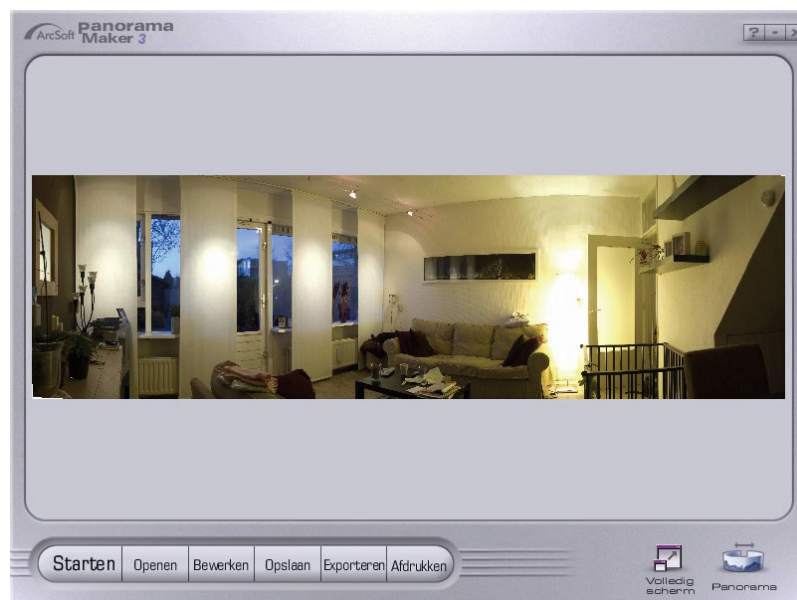 ArcSoft Panorama
Maker 3
? -
Starten Openen Bewerken Opslaan Exporteren Afdrukken
Volledig
scherm
Panorama